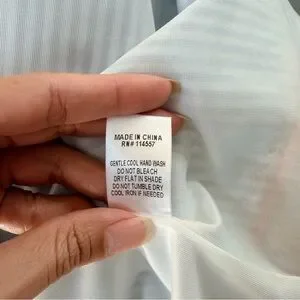 MADE IN CHINA
RN# 114557
GENTLE COOL HAND WASH
DO NOT BLEACH
DRY FLAT IN SHADE
DO NOT TUMBLE DRY
COOL IRON IF NEEDED